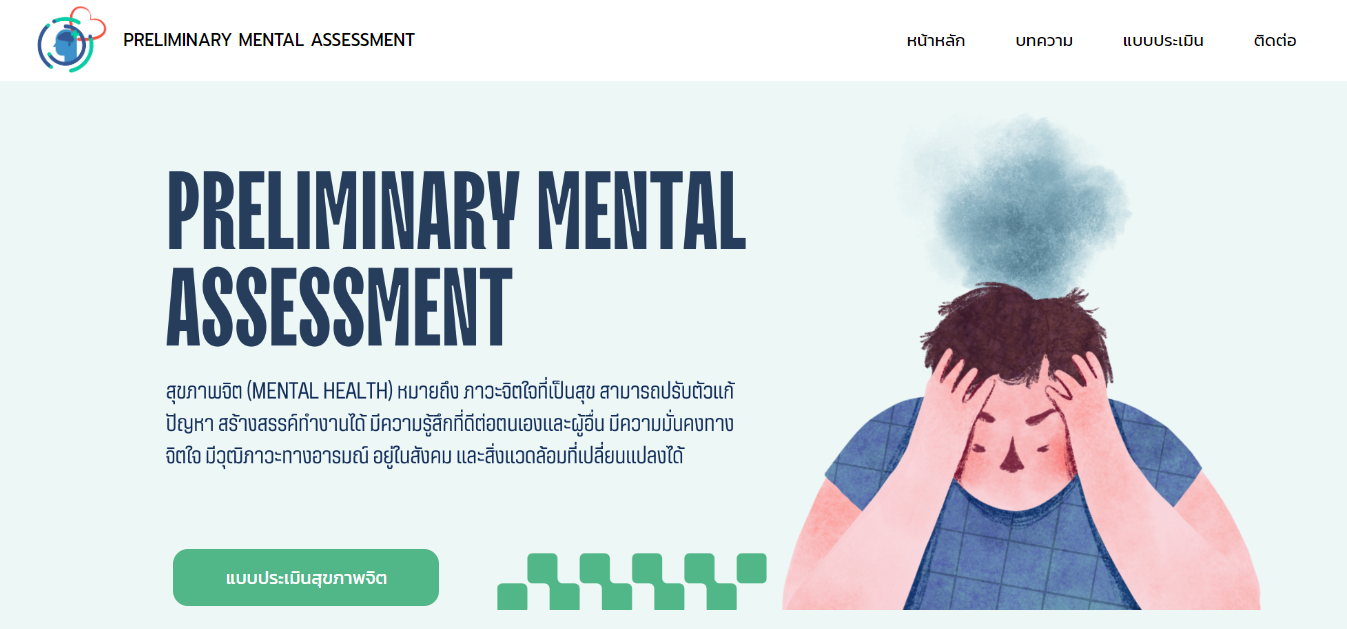 PRELIMINARY MENTAL ASSESSMENT
หน้าหลัก บทความ แบบประเมิน ติดต่อ
PRELIMINARY MENTAL
ASSESSMENT
สุขภาพจิต (MENTAL HEALTH) หมายถึง ภาวะจิตใจที่เป็นสุข สามารถปรับตัวแก้
ปัญหา สร้างสรรค์ทำงานได้ มีความรู้สึกที่ดีต่อตนเองและผู้อื่น มีความมั่นคงทาง
จิตใจ มีวุฒิภาวะทางอารมณ์ อยู่ในสังคม และสิ่งแวดล้อมที่เปลี่ยนแปลงได้
แบบประเมินสุขภาพจิต